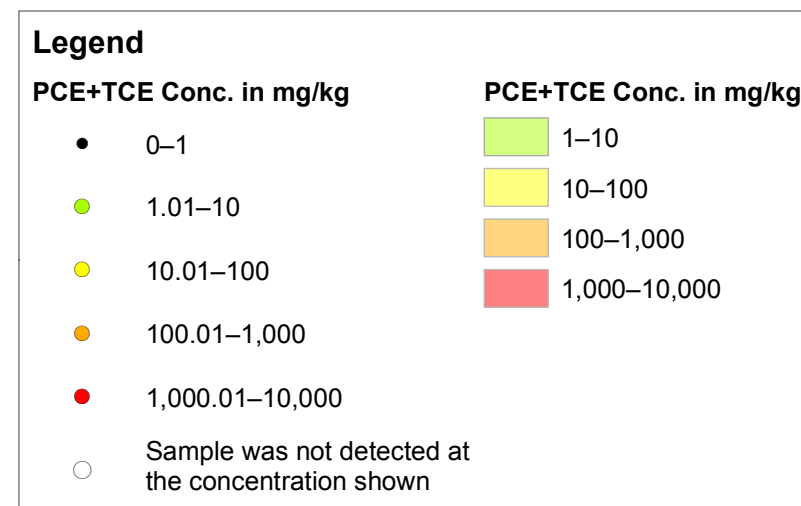 Legend
PCE+TCE Conc. in mg/kg
0–1
1.01–10
10.01–100
100.01–1,000
1,000.01–10,000
Sample was not detected at
the concentration shown
PCE+TCE Conc. in mg/kg
1–10
10–100
100–1,000
1,000–10,000